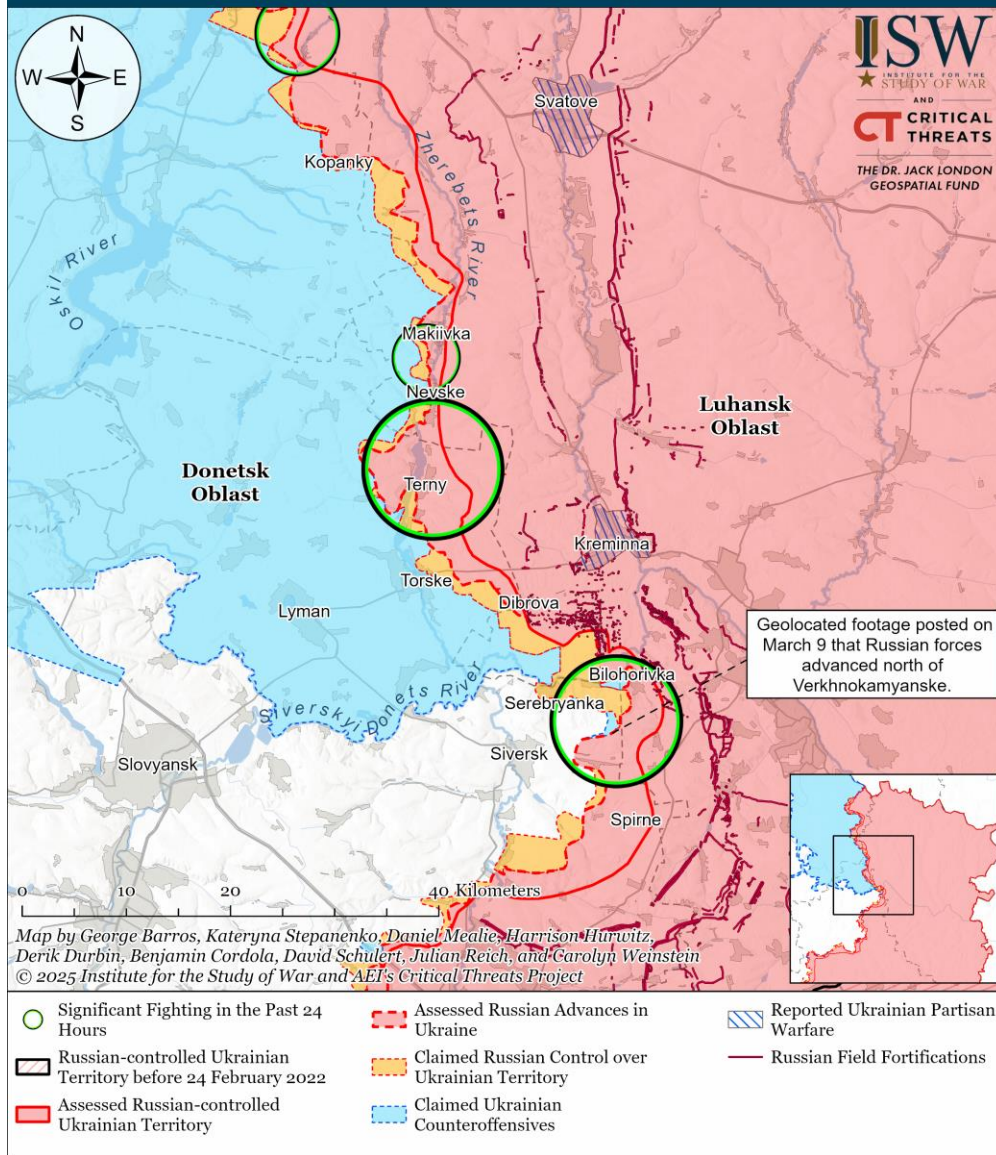 N
W E
S
ISW
INSTITUTE FOR THE
STUDY OF WAR
AND
CT CRITICAL
THREATS
THE DR. JACK LONDON
GEOSPATIAL FUND
Svatove
Kopanky
Zherebets River
Oskil River
Makiivka
Nevske
Luhansk
Oblast
Donetsk
Oblast
Terny
Kreminna
Torske
Lyman
Dibrova
Geolocated footage posted on
March 9 that Russian forces
advanced north of
Verkhnokamyanske.
Bilohorivka
Serebryanka
Siverskyi Donets River
Siversk
Slovyansk
Spirne
0 10 20 40 Kilometers
Map by George Barros, Kateryna Stepanenko, Daniel Mealie, Harrison Hurwitz,
Derik Durbin, Benjamin Cordola, David Schulert, Julian Reich, and Carolyn Weinstein
© 2025 Institute for the Study of War and AEI's Critical Threats Project
Significant Fighting in the Past 24
Hours
Russian-controlled Ukrainian
Territory before 24 February 2022
Assessed Russian-controlled
Ukrainian Territory
Assessed Russian Advances in
Ukraine
Claimed Russian Control over
Ukrainian Territory
Claimed Ukrainian
Counteroffensives
Reported Ukrainian Partisan
Warfare
Russian Field Fortifications